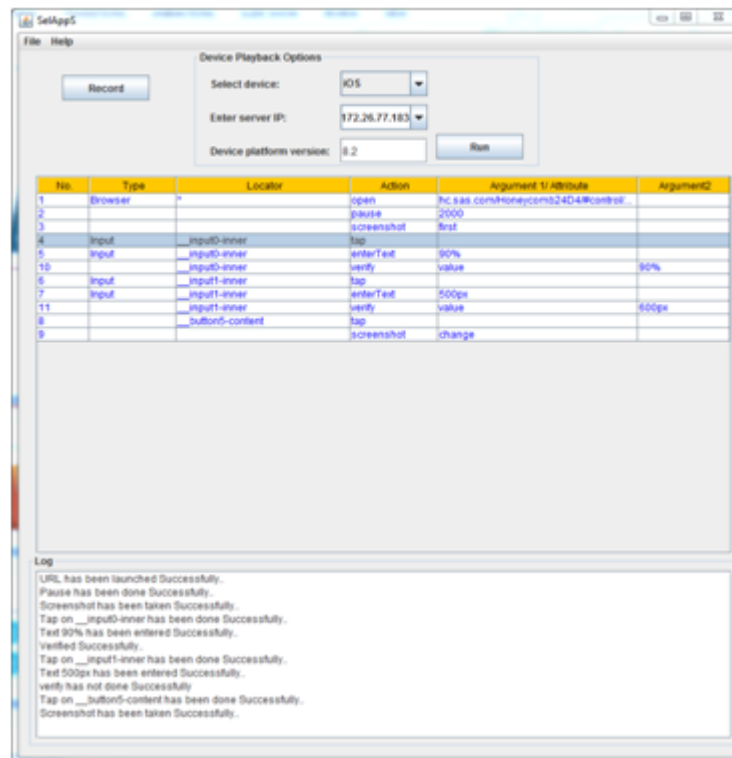 SelAppS
File Help
Device Playback Options
Record
Select device: iOS
Enter server IP: 172.26.77.183
Device platform version: 8.2
Run
No. Type Locator Action Argument 1/ Attribute Argument2
1 Browser * open hc.sas.com/Honeycomb24D4/#control/...
2 pause 2000
3 screenshot first
4 Input __input0-inner tap
5 Input __input0-inner enterText 90%
10 __input0-inner verify value 90%
6 Input __input1-inner tap
7 Input __input1-inner enterText 500px
11 __input1-inner verify value 600px
8 __button5-content tap
9 screenshot change
Log
URL has been launched Successfully..
Pause has been done Successfully..
Screenshot has been taken Successfully..
Tap on __input0-inner has been done Successfully..
Text 90% has been entered Successfully..
Verified Successfully..
Tap on __input1-inner has been done Successfully..
Text 500px has been entered Successfully..
verify has not done Successfully
Tap on __button5-content has been done Successfully..
Screenshot has been taken Successfully..